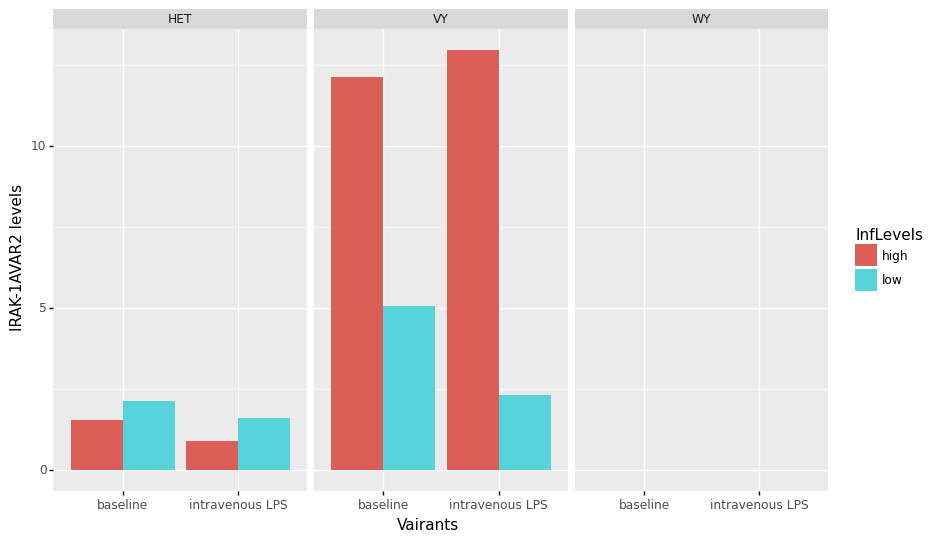 HET VY WY
IRAK-1AVAR2 levels
10
5
0
baseline intravenous LPS baseline intravenous LPS baseline intravenous LPS
Vairants
InfLevels
high
low